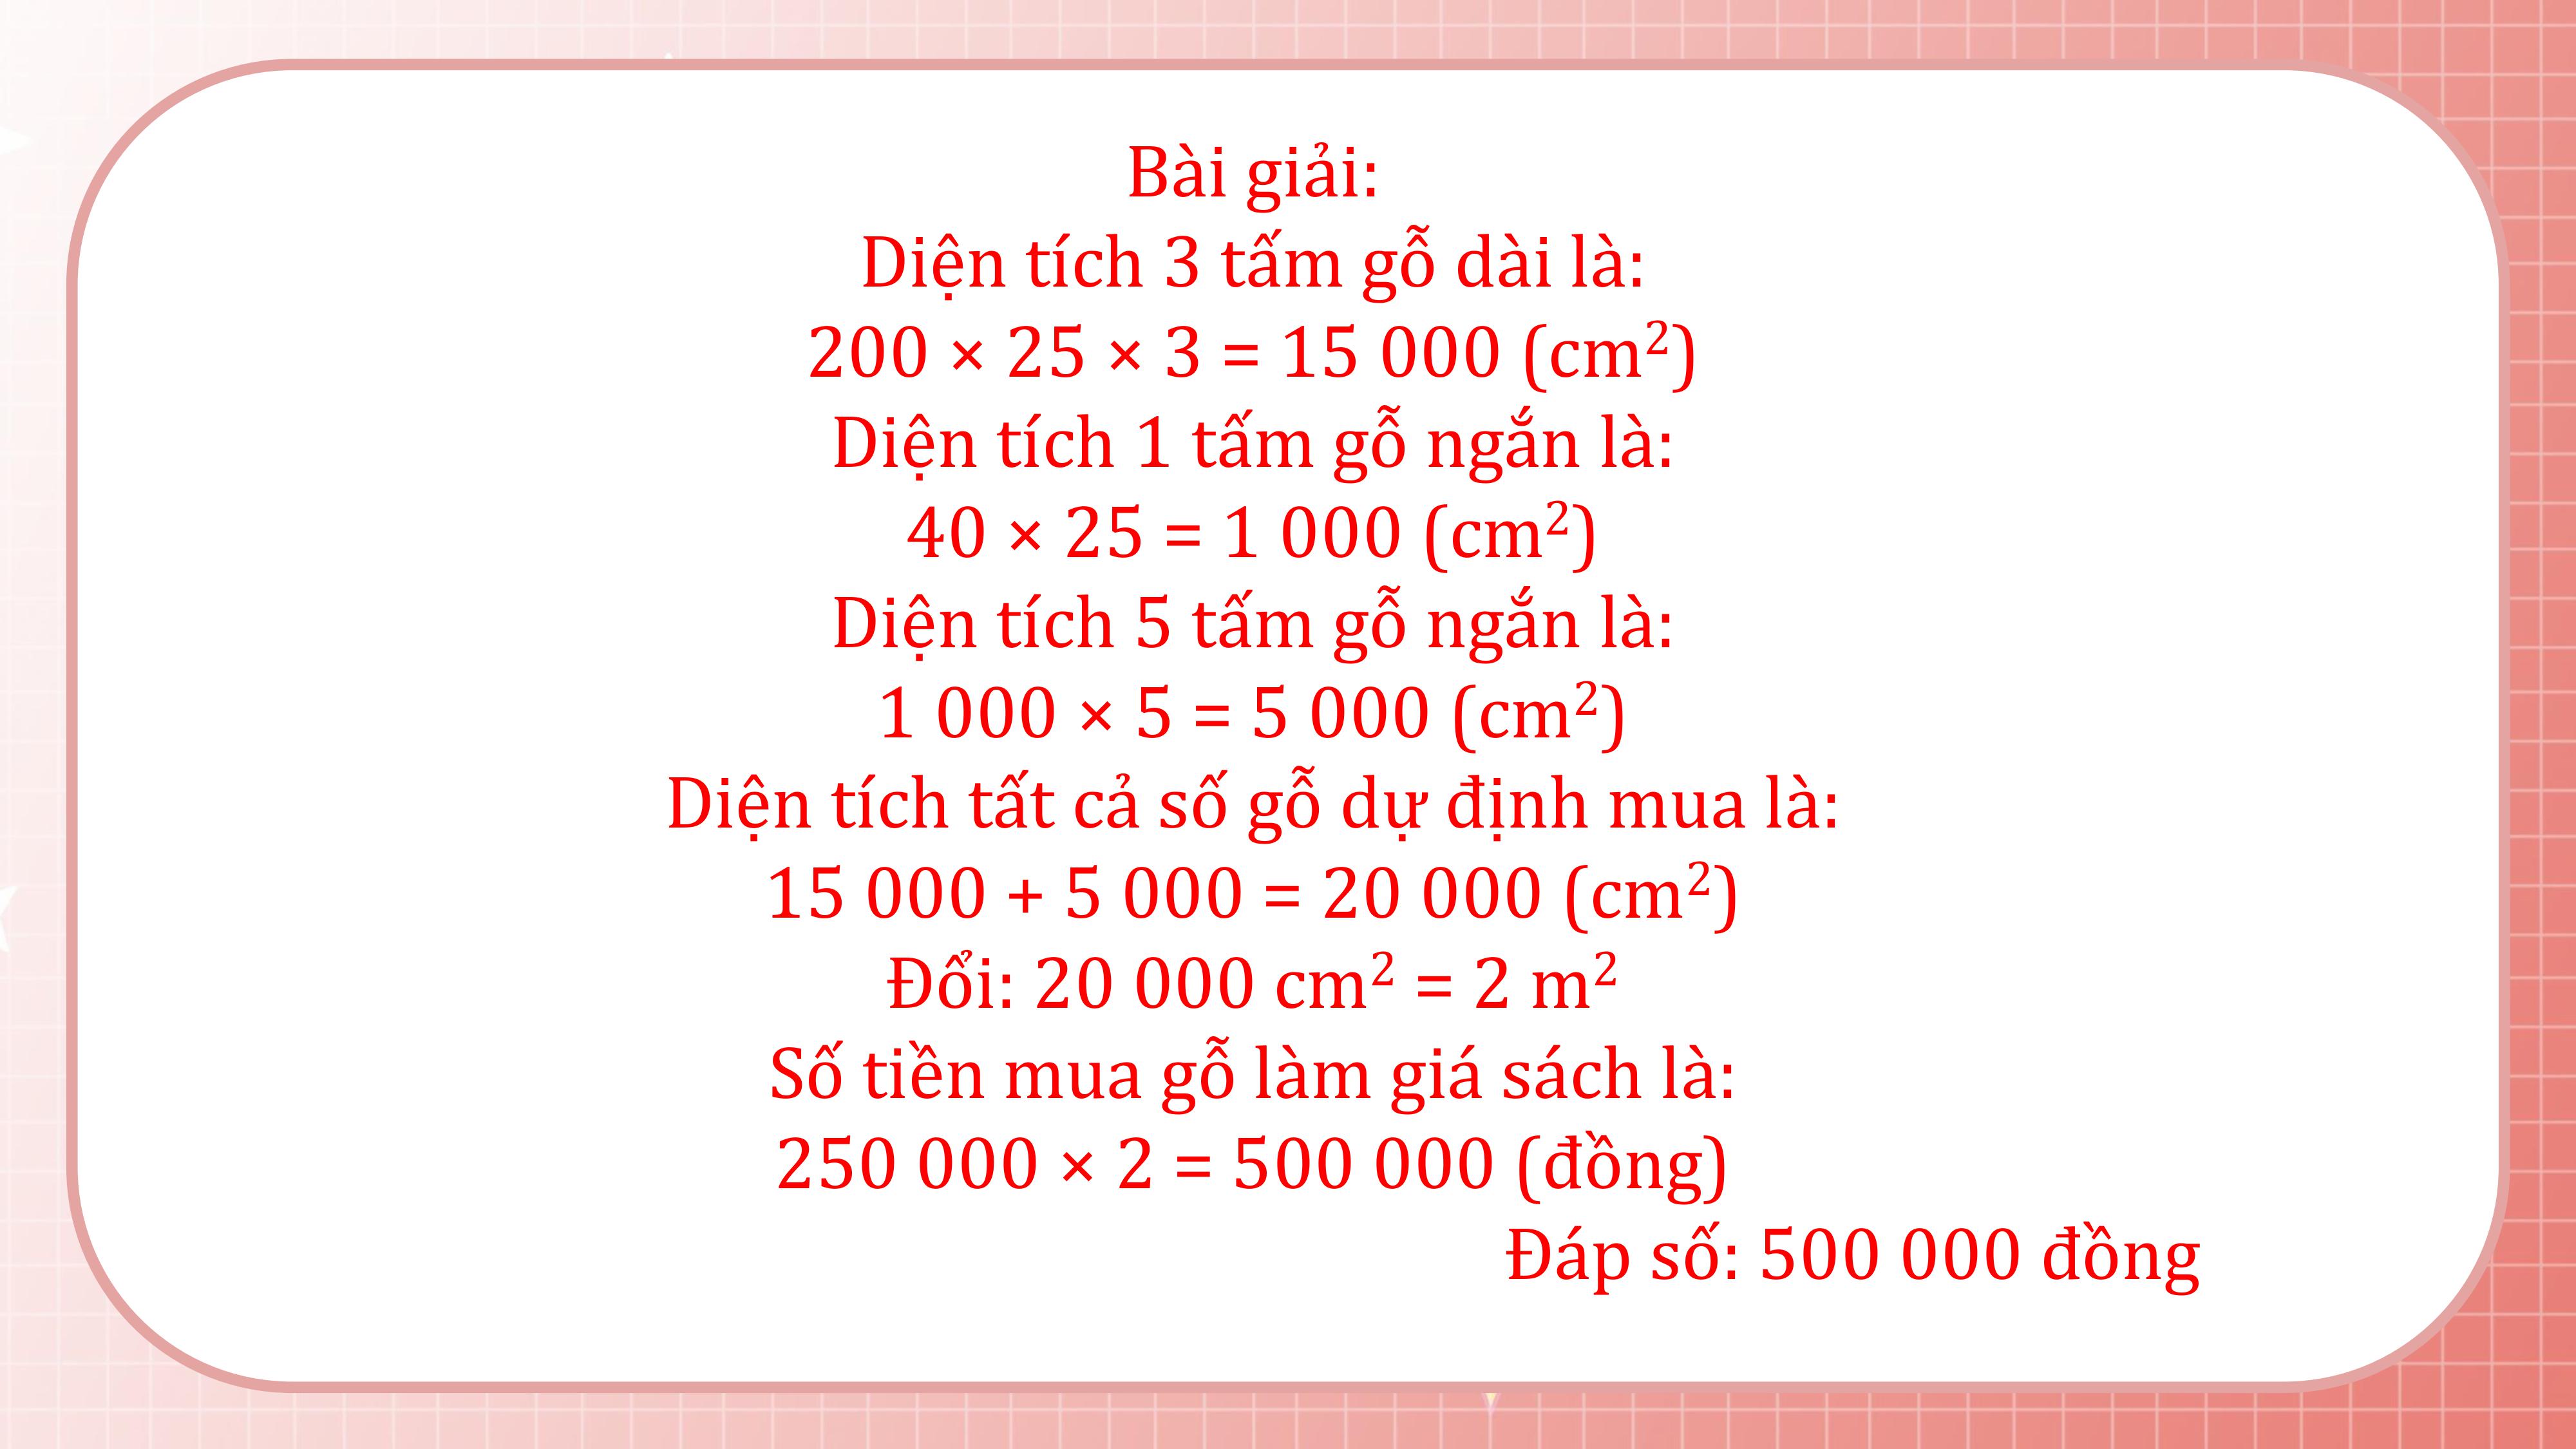 Bài giải:
Diện tích 3 tấm gỗ dài là:
200 × 25 × 3 = 15 000 (cm²)
Diện tích 1 tấm gỗ ngắn là:
40 × 25 = 1 000 (cm²)
Diện tích 5 tấm gỗ ngắn là:
1 000 × 5 = 5 000 (cm²)
Diện tích tất cả số gỗ dự định mua là:
15 000 + 5 000 = 20 000 (cm²)
Đổi: 20 000 cm² = 2 m²
Số tiền mua gỗ làm giá sách là:
250 000 × 2 = 500 000 (đồng)
Đáp số: 500 000 đồng